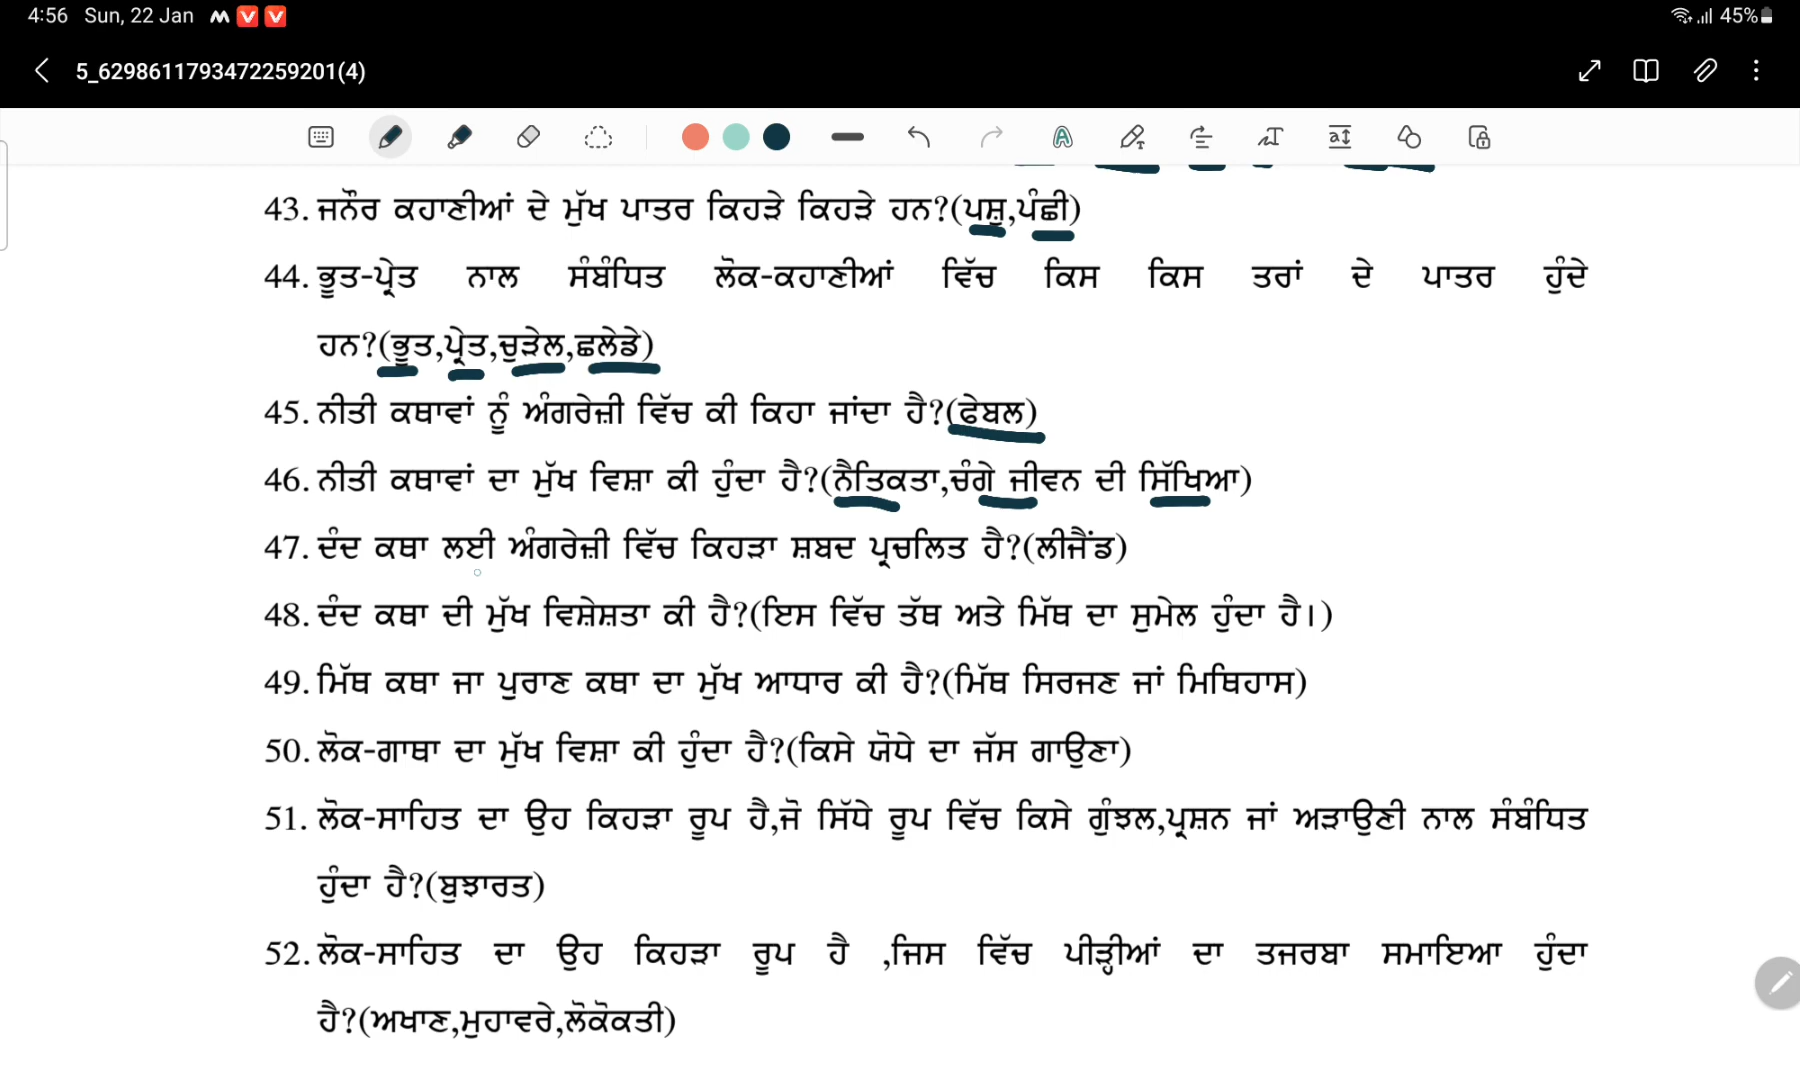 4:56 Sun, 22 Jan 45%
5_6298611793472259201(4)
43. ਜਨੌਰ ਕਹਾਣੀਆਂ ਦੇ ਮੁੱਖ ਪਾਤਰ ਕਿਹੜੇ ਕਿਹੜੇ ਹਨ?(ਪਸ਼ੂ,ਪੰਛੀ)
44. ਭੂਤ-ਪ੍ਰੇਤ ਨਾਲ ਸੰਬੰਧਿਤ ਲੋਕ-ਕਹਾਣੀਆਂ ਵਿੱਚ ਕਿਸ ਕਿਸ ਤਰਾਂ ਦੇ ਪਾਤਰ ਹੁੰਦੇ
ਹਨ?(ਭੂਤ,ਪ੍ਰੇਤ,ਚੁੜੇਲ,ਛਲੇਡੇ)
45. ਨੀਤੀ ਕਥਾਵਾਂ ਨੂੰ ਅੰਗਰੇਜ਼ੀ ਵਿੱਚ ਕੀ ਕਿਹਾ ਜਾਂਦਾ ਹੈ?(ਫੇਬਲ)
46. ਨੀਤੀ ਕਥਾਵਾਂ ਦਾ ਮੁੱਖ ਵਿਸ਼ਾ ਕੀ ਹੁੰਦਾ ਹੈ?(ਨੈਤਿਕਤਾ,ਚੰਗੇ ਜੀਵਨ ਦੀ ਸਿੱਖਿਆ)
47. ਦੰਦ ਕਥਾ ਲਈ ਅੰਗਰੇਜ਼ੀ ਵਿੱਚ ਕਿਹੜਾ ਸ਼ਬਦ ਪ੍ਰਚਲਿਤ ਹੈ?(ਲੀਜੈਂਡ)
48. ਦੰਦ ਕਥਾ ਦੀ ਮੁੱਖ ਵਿਸ਼ੇਸ਼ਤਾ ਕੀ ਹੈ?(ਇਸ ਵਿੱਚ ਤੱਥ ਅਤੇ ਮਿੱਥ ਦਾ ਸੁਮੇਲ ਹੁੰਦਾ ਹੈ।)
49. ਮਿੱਥ ਕਥਾ ਜਾ ਪੁਰਾਣ ਕਥਾ ਦਾ ਮੁੱਖ ਆਧਾਰ ਕੀ ਹੈ?(ਮਿੱਥ ਸਿਰਜਣ ਜਾਂ ਮਿਥਿਹਾਸ)
50. ਲੋਕ-ਗਾਥਾ ਦਾ ਮੁੱਖ ਵਿਸ਼ਾ ਕੀ ਹੁੰਦਾ ਹੈ?(ਕਿਸੇ ਯੋਧੇ ਦਾ ਜੱਸ ਗਾਉਣਾ)
51. ਲੋਕ-ਸਾਹਿਤ ਦਾ ਉਹ ਕਿਹੜਾ ਰੂਪ ਹੈ,ਜੋ ਸਿੱਧੇ ਰੂਪ ਵਿੱਚ ਕਿਸੇ ਗੁੰਝਲ,ਪ੍ਰਸ਼ਨ ਜਾਂ ਅੜਾਉਣੀ ਨਾਲ ਸੰਬੰਧਿਤ
ਹੁੰਦਾ ਹੈ?(ਬੁਝਾਰਤ)
52. ਲੋਕ-ਸਾਹਿਤ ਦਾ ਉਹ ਕਿਹੜਾ ਰੂਪ ਹੈ ,ਜਿਸ ਵਿੱਚ ਪੀੜ੍ਹੀਆਂ ਦਾ ਤਜਰਬਾ ਸਮਾਇਆ ਹੁੰਦਾ
ਹੈ?(ਅਖਾਣ,ਮੁਹਾਵਰੇ,ਲੋਕੋਕਤੀ)